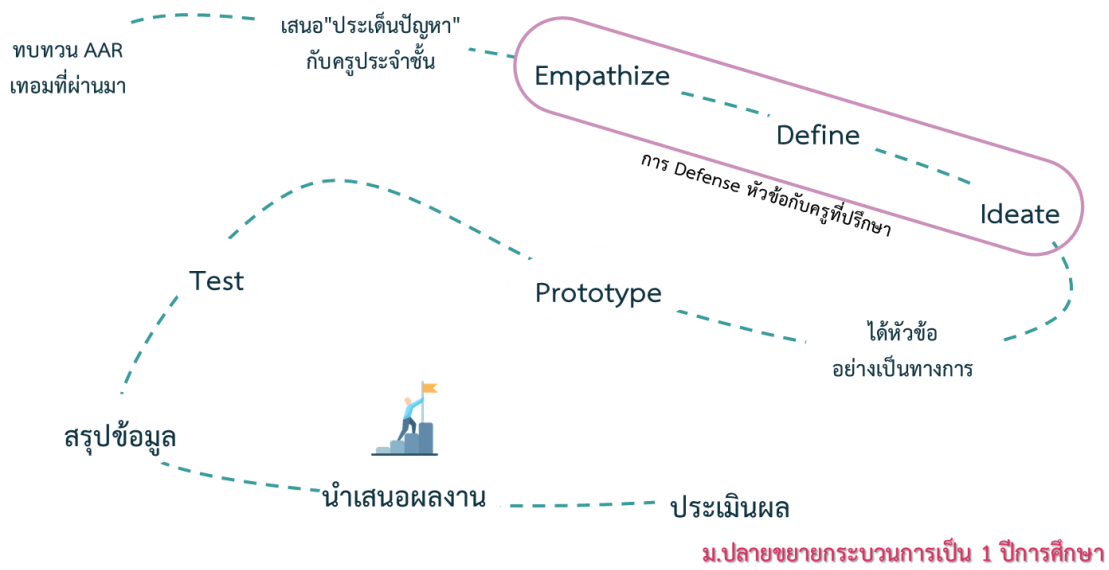 ทบทวน AAR
เทอมที่ผ่านมา
เสนอ"ประเด็นปัญหา"
กับครูประจำชั้น
Empathize
Define
Ideate
การ Defense หัวข้อกับครูที่ปรึกษา
ได้หัวข้อ
อย่างเป็นทางการ
Prototype
Test
สรุปข้อมูล
นำเสนอผลงาน
ประเมินผล
ม.ปลายขยายกระบวนการเป็น 1 ปีการศึกษา